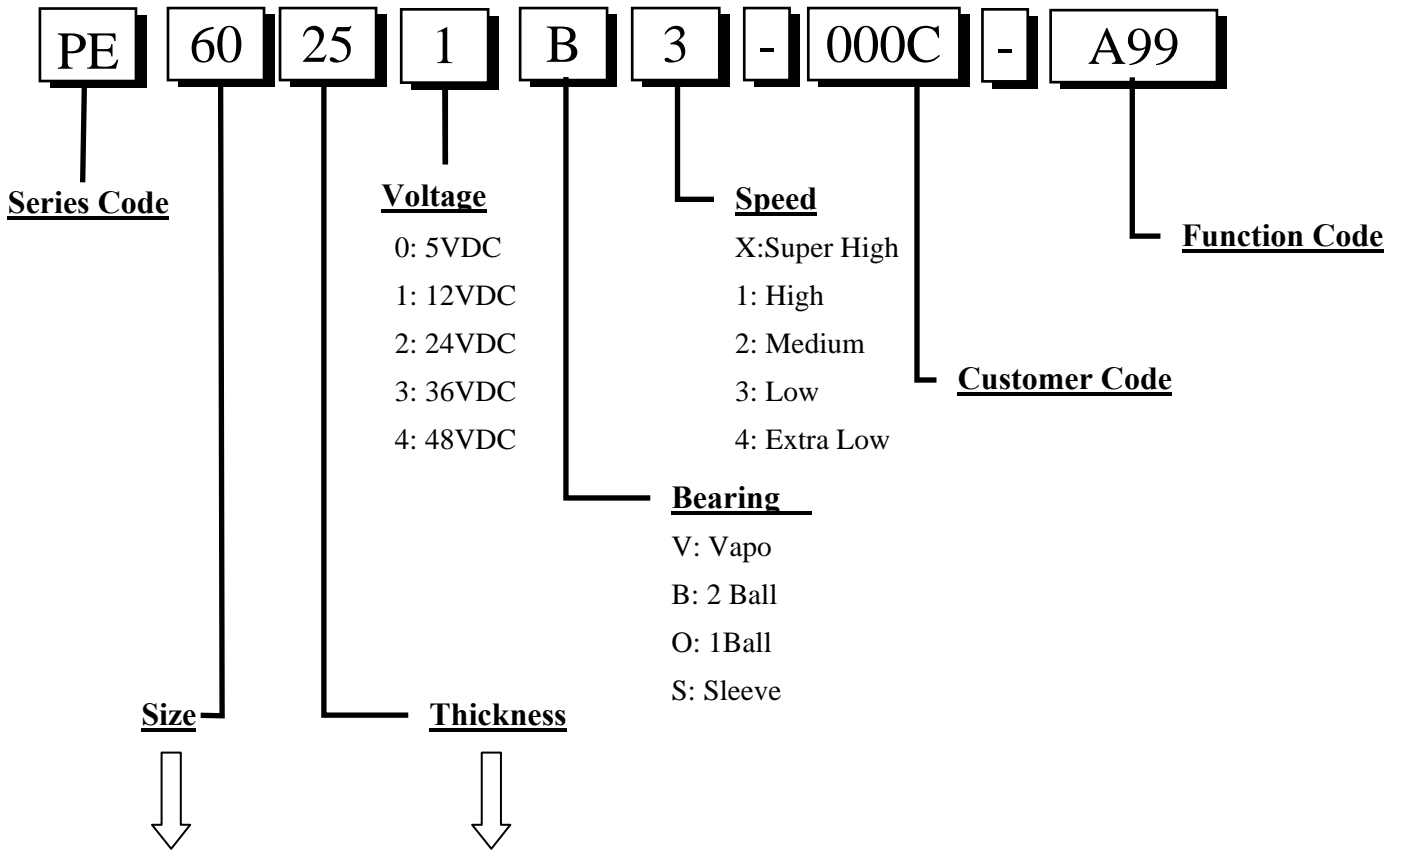 PE 60 25 1 B 3 - 000C - A99
Series Code
Voltage
0: 5VDC
1: 12VDC
2: 24VDC
3: 36VDC
4: 48VDC
Speed
X:Super High
1: High
2: Medium
3: Low
4: Extra Low
Function Code
Customer Code
Bearing
V: Vapo
B: 2 Ball
O: 1Ball
S: Sleeve
Size
Thickness